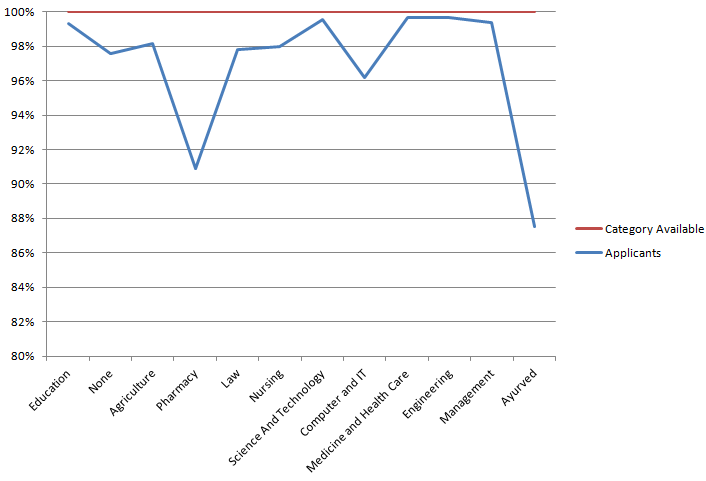 100%
98%
96%
94%
92%
90%
88%
86%
84%
82%
80%
Education
None
Agriculture
Pharmacy
Law
Nursing
Science And Technology
Computer and IT
Medicine and Health Care
Engineering
Management
Ayurved
Category Available
Applicants